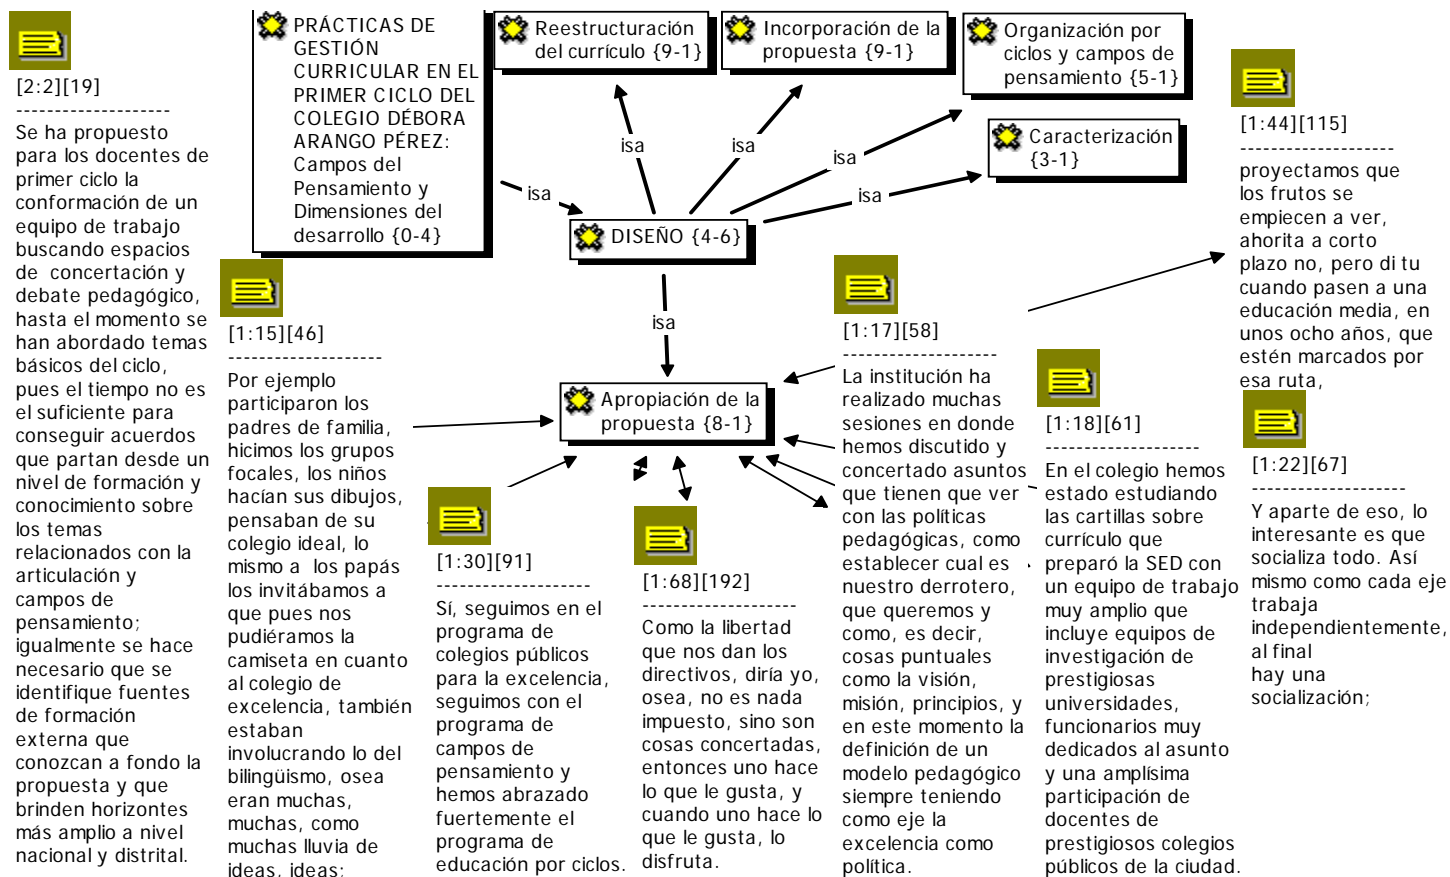 PRÁCTICAS DE
GESTIÓN
CURRICULAR EN EL
PRIMER CICLO DEL
COLEGIO DÉBORA
ARANGO PÉREZ:
Campos del
Pensamiento y
Dimensiones del
desarrollo {0-4}
Reestructuración
del currículo {9-1}
Incorporación de la
propuesta {9-1}
Organización por
ciclos y campos de
pensamiento {5-1}
Caracterización
{3-1}
isa
isa
isa
isa
isa
DISEÑO {4-6}
isa
Apropiación de la
propuesta {8-1}
[2:2][19]
--------------------
Se ha propuesto
para los docentes de
primer ciclo la
conformación de un
equipo de trabajo
buscando espacios
de concertación y
debate pedagógico,
hasta el momento se
han abordado temas
básicos del ciclo,
pues el tiempo no es
el suficiente para
conseguir acuerdos
que partan desde un
nivel de formación y
conocimiento sobre
los temas
relacionados con la
articulación y
campos de
pensamiento;
igualmente se hace
necesario que se
identifique fuentes
de formación
externa que
conozcan a fondo la
propuesta y que
brinden horizontes
más amplio a nivel
nacional y distrital.
[1:15][46]
--------------------
Por ejemplo
participaron los
padres de familia,
hicimos los grupos
focales, los niños
hacían sus dibujos,
pensaban de su
colegio ideal, lo
mismo a los papás
los invitábamos a
que pues nos
pudiéramos la
camiseta en cuanto
al colegio de
excelencia, también
estaban
involucrando lo del
bilingüismo, osea
eran muchas,
muchas, como
muchas lluvia de
ideas, ideas;
[1:30][91]
--------------------
Sí, seguimos en el
programa de
colegios públicos
para la excelencia,
seguimos con el
programa de
campos de
pensamiento y
hemos abrazado
fuertemente el
programa de
educación por ciclos.
[1:68][192]
--------------------
Como la libertad
que nos dan los
directivos, diría yo,
osea, no es nada
impuesto, sino son
cosas concertadas,
entonces uno hace
lo que le gusta, y
cuando uno hace lo
que le gusta, lo
disfruta.
[1:17][58]
--------------------
La institución ha
realizado muchas
sesiones en donde
hemos discutido y
concertado asuntos
que tienen que ver
con las políticas
pedagógicas, como
establecer cual es
nuestro derrotero,
que queremos y
como, es decir,
cosas puntuales
como la visión,
misión, principios, y
en este momento la
definición de un
modelo pedagógico
siempre teniendo
como eje la
excelencia como
política.
[1:18][61]
--------------------
En el colegio hemos
estado estudiando
las cartillas sobre
currículo que
preparó la SED con
un equipo de trabajo
muy amplio que
incluye equipos de
investigación de
prestigiosas
universidades,
funcionarios muy
dedicados al asunto
y una amplísima
participación de
docentes de
prestigiosos colegios
públicos de la ciudad.
[1:44][115]
--------------------
proyectamos que
los frutos se
empiecen a ver,
ahorita a corto
plazo no, pero di tu
cuando pasen a una
educación media, en
unos ocho años, que
estén marcados por
esa ruta,
[1:22][67]
--------------------
Y aparte de eso, lo
interesante es que
socializa todo. Así
mismo como cada eje
trabaja
independientemente,
al final
hay una
socialización;